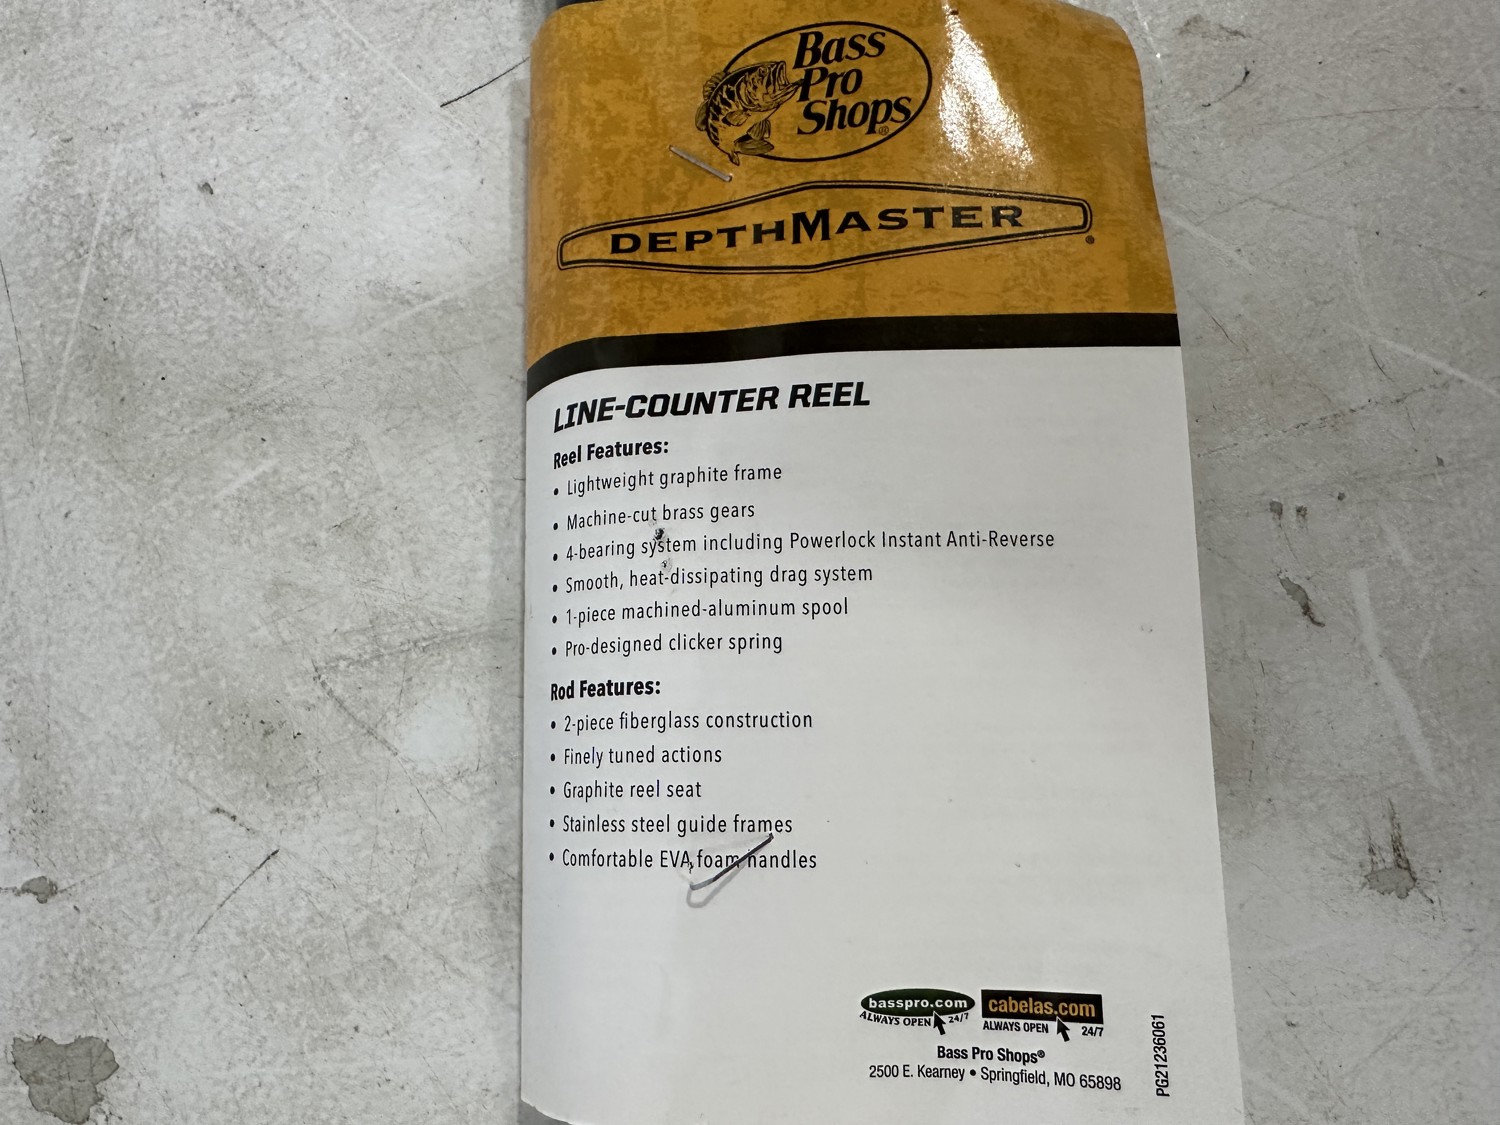 Bass
Pro
Shops®
DEPTHMASTER®
LINE-COUNTER REEL
Reel Features:
• Lightweight graphite frame
• Machine-cut brass gears
• 4-bearing system including Powerlock Instant Anti-Reverse
• Smooth, heat-dissipating drag system
• 1-piece machined-aluminum spool
• Pro-designed clicker spring
Rod Features:
• 2-piece fiberglass construction
• Finely tuned actions
• Graphite reel seat
• Stainless steel guide frames
• Comfortable EVA foam handles
basspro.com
ALWAYS OPEN 24/7
cabelas.com
ALWAYS OPEN 24/7
Bass Pro Shops®
2500 E. Kearney • Springfield, MO 65898
PG21236061